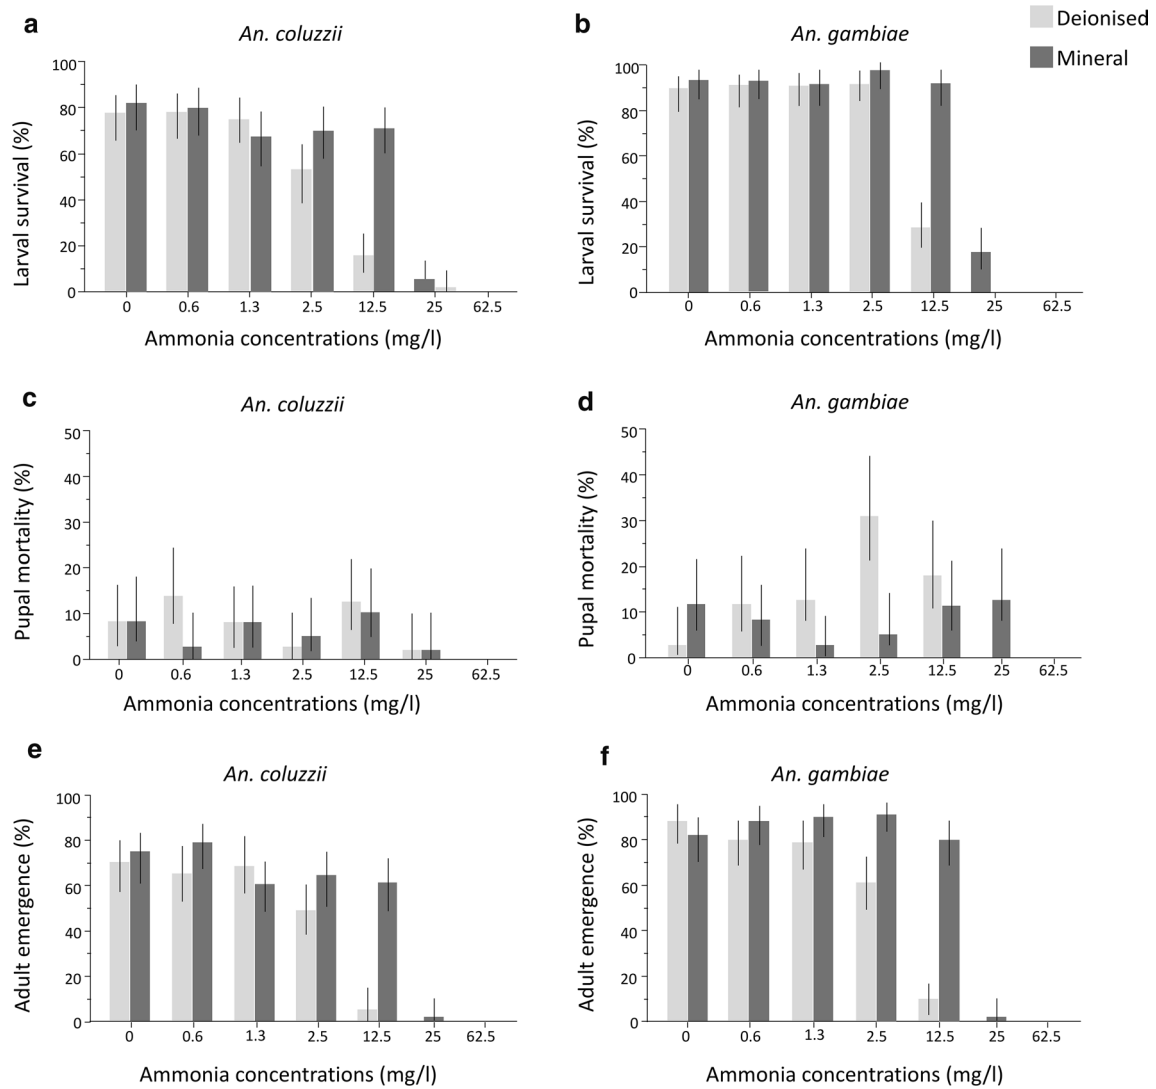 a
An. coluzzii
b
An. gambiae
Deionised
Mineral
Larval survival (%)
100
80
60
40
20
0
0 0.6 1.3 2.5 12.5 25 62.5
Ammonia concentrations (mg/l)
Larval survival (%)
100
80
60
40
20
0
0 0.6 1.3 2.5 12.5 25 62.5
Ammonia concentrations (mg/l)
c
An. coluzzii
Pupal mortality (%)
50
40
30
20
10
0
0 0.6 1.3 2.5 12.5 25 62.5
Ammonia concentrations (mg/l)
d
An. gambiae
Pupal mortality (%)
50
40
30
20
10
0
0 0.6 1.3 2.5 12.5 25 62.5
Ammonia concentrations (mg/l)
e
An. coluzzii
Adult emergence (%)
100
80
60
40
20
0
0 0.6 1.3 2.5 12.5 25 62.5
Ammonia concentrations (mg/l)
f
An. gambiae
Adult emergence (%)
100
80
60
40
20
0
0 0.6 1.3 2.5 12.5 25 62.5
Ammonia concentrations (mg/l)